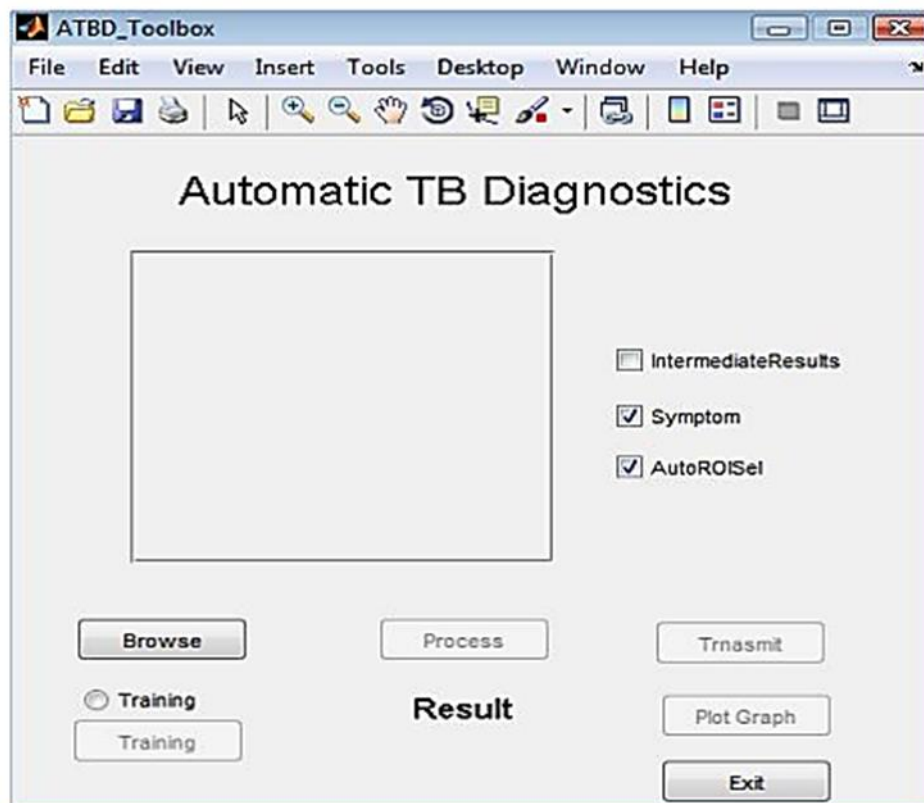 ATBD_Toolbox
File Edit View Insert Tools Desktop Window Help
Automatic TB Diagnostics
IntermediateResults
Symptom
AutoROISel
Browse
Process
Trnasmit
Training
Training
Result
Plot Graph
Exit